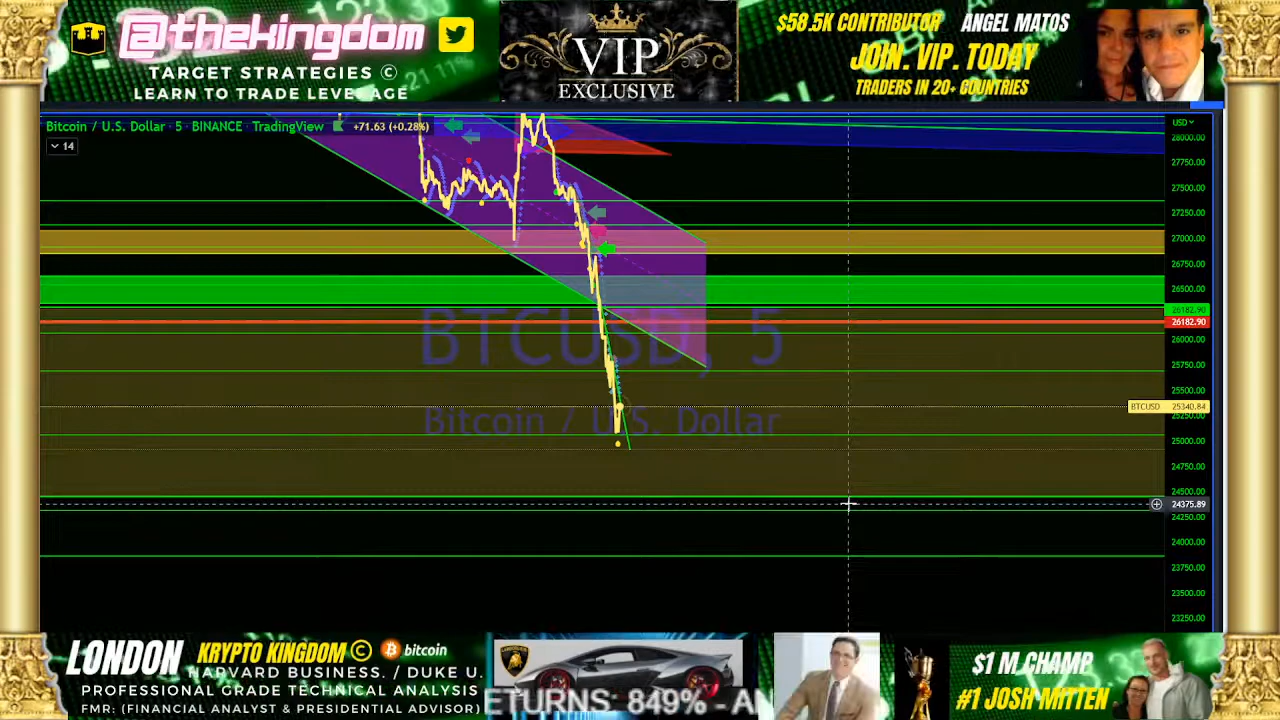 @thekingdom
TARGET STRATEGIES ©
LEARN TO TRADE LEVERAGE
VIP
EXCLUSIVE
$58.5K CONTRIBUTOR ANGEL MATOS
JOIN. VIP. TODAY
TRADERS IN 20+ COUNTRIES
Bitcoin / U.S. Dollar · 5 · BINANCE · TradingView +71.63 (+0.28%)
14
USD
28000.00
27750.00
27500.00
27250.00
27000.00
26750.00
26500.00
26182.90
26182.90
26000.00
25750.00
25500.00
BTCUSD 25340.84
25250.00
25000.00
24750.00
24500.00
24375.89
24250.00
24000.00
23750.00
23500.00
23250.00
BTCUSD, 5
Bitcoin / U.S. Dollar
LONDON KRYPTO KINGDOM © bitcoin
HARVARD BUSINESS. / DUKE U.
PROFESSIONAL GRADE TECHNICAL ANALYSIS
FMR: (FINANCIAL ANALYST & PRESIDENTIAL ADVISOR)
ETURNS: 849% - AN
$1 M CHAMP
#1 JOSH MITTEN